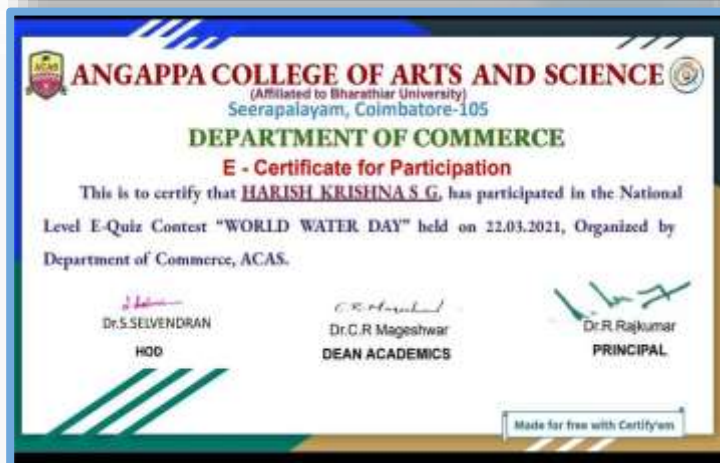 ACAS
ANGAPPA COLLEGE OF ARTS AND SCIENCE
(Affiliated to Bharathiar University)
Seerapalayam, Coimbatore-105
DEPARTMENT OF COMMERCE
E - Certificate for Participation
This is to certify that HARISH KRISHNA S G, has participated in the National
Level E-Quiz Contest “WORLD WATER DAY” held on 22.03.2021, Organized by
Department of Commerce, ACAS.
Dr.S.SELVENDRAN
HOD
C.R.Mageshwar
Dr.C.R Mageshwar
DEAN ACADEMICS
Dr.R.Rajkumar
PRINCIPAL
Made for free with Certify'em